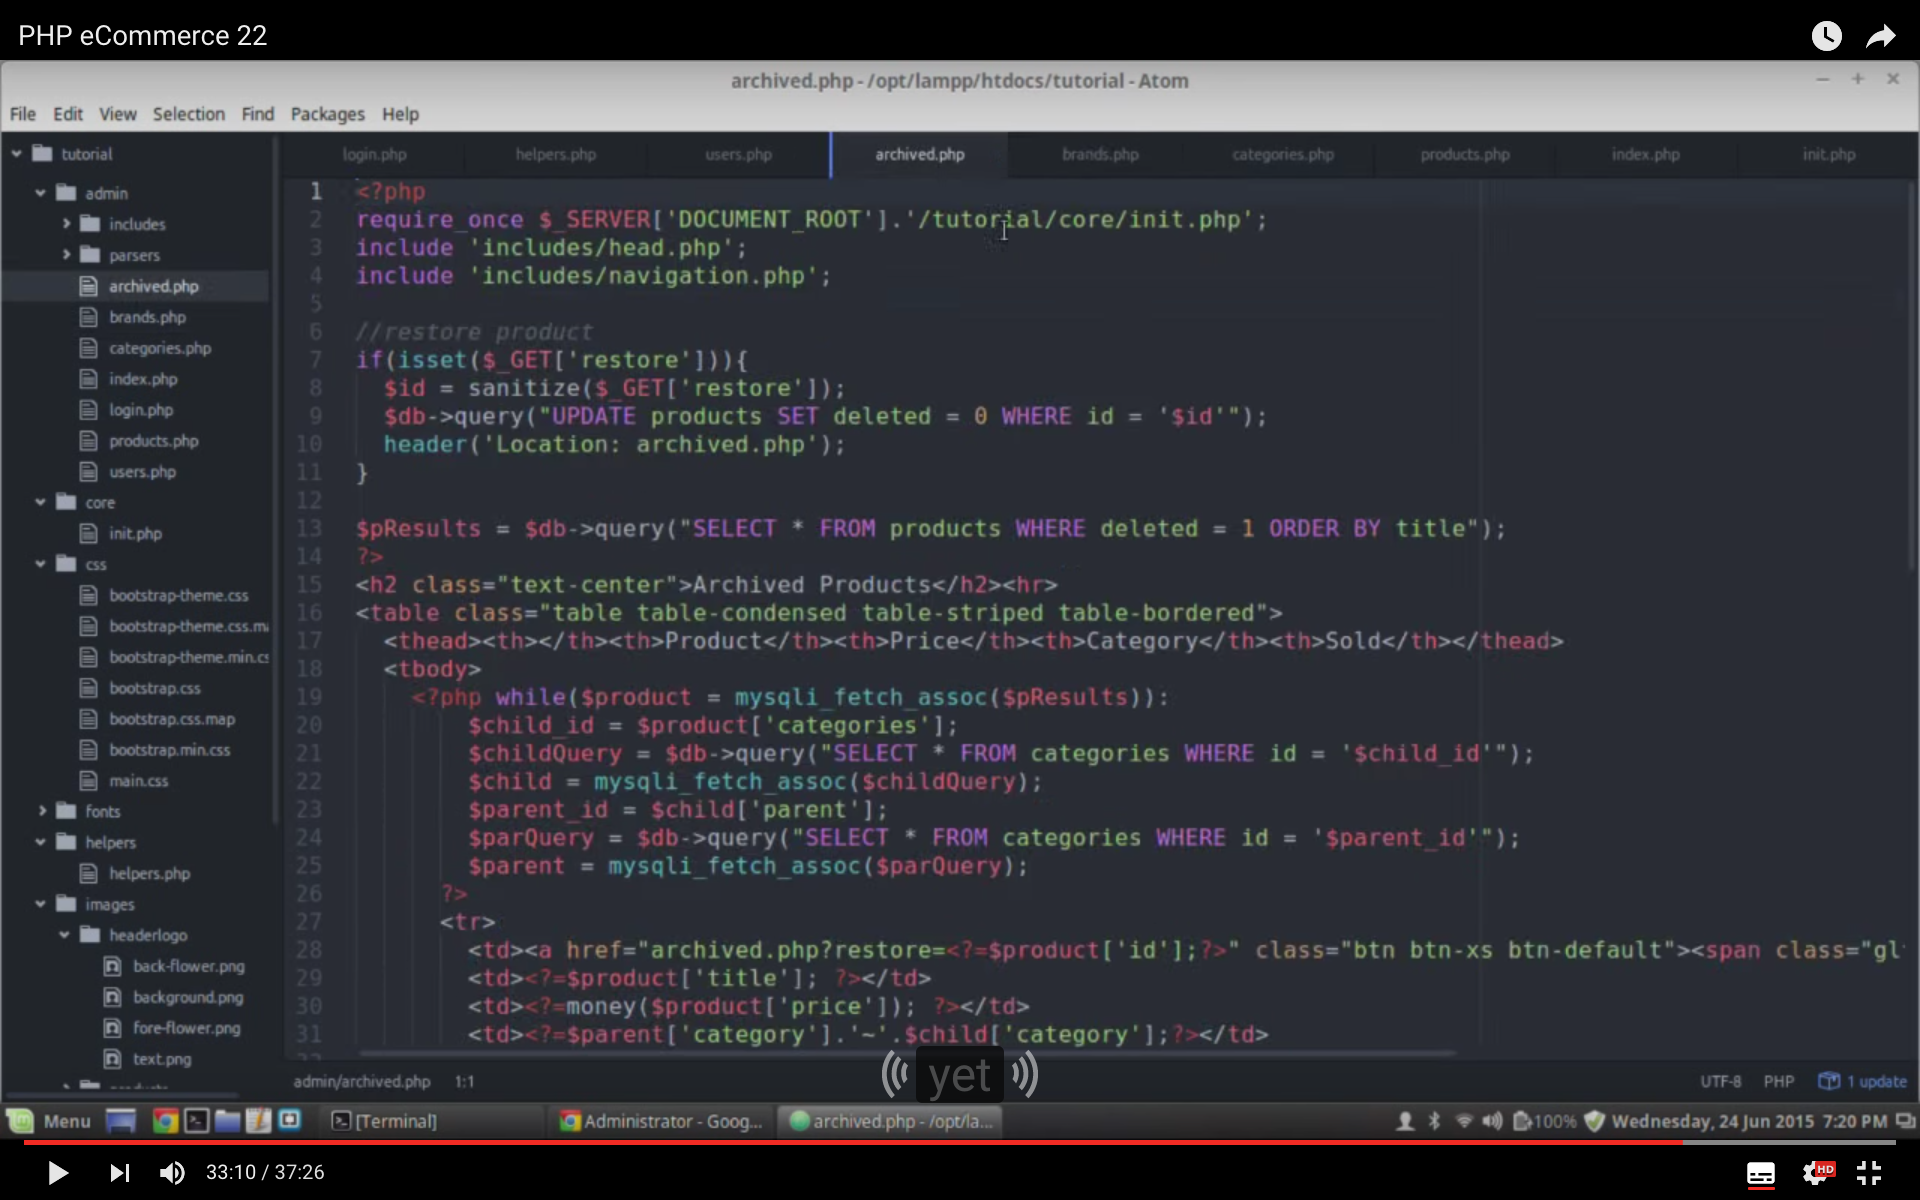 PHP eCommerce 22
archived.php - /opt/lampp/htdocs/tutorial - Atom
File Edit View Selection Find Packages Help
tutorial
admin
includes
parsers
archived.php
brands.php
categories.php
index.php
login.php
products.php
users.php
core
init.php
css
bootstrap-theme.css
bootstrap-theme.css.ma
bootstrap-theme.min.cs
bootstrap.css
bootstrap.css.map
bootstrap.min.css
main.css
fonts
helpers
helpers.php
images
headerlogo
back-flower.png
background.png
fore-flower.png
text.png
login.php helpers.php users.php archived.php brands.php categories.php products.php index.php init.php
1 <?php
2 require_once $_SERVER['DOCUMENT_ROOT'].'/tutorial/core/init.php';
3 include 'includes/head.php';
4 include 'includes/navigation.php';
5
6 //restore product
7 if(isset($_GET['restore'])){
8 $id = sanitize($_GET['restore']);
9 $db->query("UPDATE products SET deleted = 0 WHERE id = '$id'");
10 header('Location: archived.php');
11 }
12
13 $pResults = $db->query("SELECT * FROM products WHERE deleted = 1 ORDER BY title");
14 ?>
15 <h2 class="text-center">Archived Products</h2><hr>
16 <table class="table table-condensed table-striped table-bordered">
17 <thead><th></th><th>Product</th><th>Price</th><th>Category</th><th>Sold</th></thead>
18 <tbody>
19 <?php while($product = mysqli_fetch_assoc($pResults)):
20 $child_id = $product['categories'];
21 $childQuery = $db->query("SELECT * FROM categories WHERE id = '$child_id'");
22 $child = mysqli_fetch_assoc($childQuery);
23 $parent_id = $child['parent'];
24 $parQuery = $db->query("SELECT * FROM categories WHERE id = '$parent_id'");
25 $parent = mysqli_fetch_assoc($parQuery);
26 ?>
27 <tr>
28 <td><a href="archived.php?restore=<?=$product['id'];?>" class="btn btn-xs btn-default"><span class="gl
29 <td><?=$product['title']; ?></td>
30 <td><?=money($product['price']); ?></td>
31 <td><?=$parent['category'].'~'.$child['category'];?></td>
((( yet )))
admin/archived.php 1:1 UTF-8 PHP 1 update
Menu [Terminal] Administrator - Goog... archived.php - /opt/la... 100% Wednesday, 24 Jun 2015 7:20 PM
33:10 / 37:26 HD